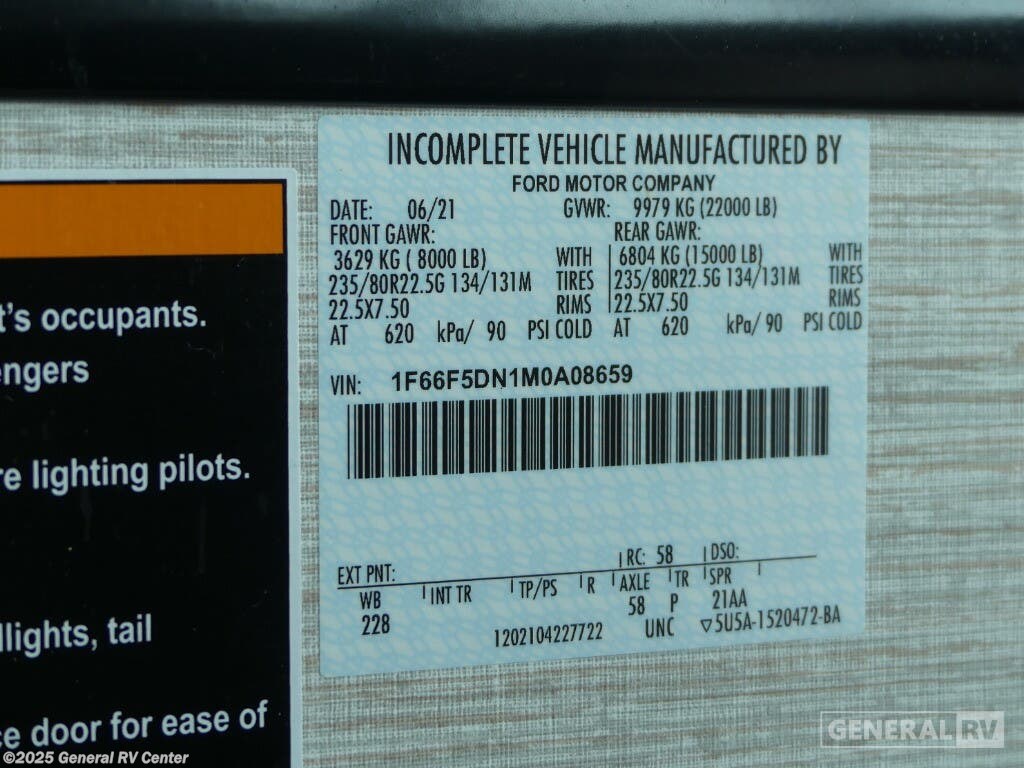 INCOMPLETE VEHICLE MANUFACTURED BY
FORD MOTOR COMPANY
DATE: 06/21 GVWR: 9979 KG (22000 LB)
FRONT GAWR: REAR GAWR:
3629 KG ( 8000 LB) WITH 6804 KG (15000 LB) WITH
235/80R22.5G 134/131M TIRES 235/80R22.5G 134/131M TIRES
22.5X7.50 RIMS 22.5X7.50 RIMS
AT 620 kPa/ 90 PSI COLD AT 620 kPa/ 90 PSI COLD
VIN: 1F66F5DN1M0A08659
EXT PNT: RC: 58 DSO:
WB INT TR TP/PS R AXLE TR SPR
228 58 P 21AA
1202104227722 UNC ▽5U5A-1520472-BA
t's occupants.
engers
re lighting pilots.
llights, tail
ce door for ease of
©2025 General RV Center
GENERAL RV